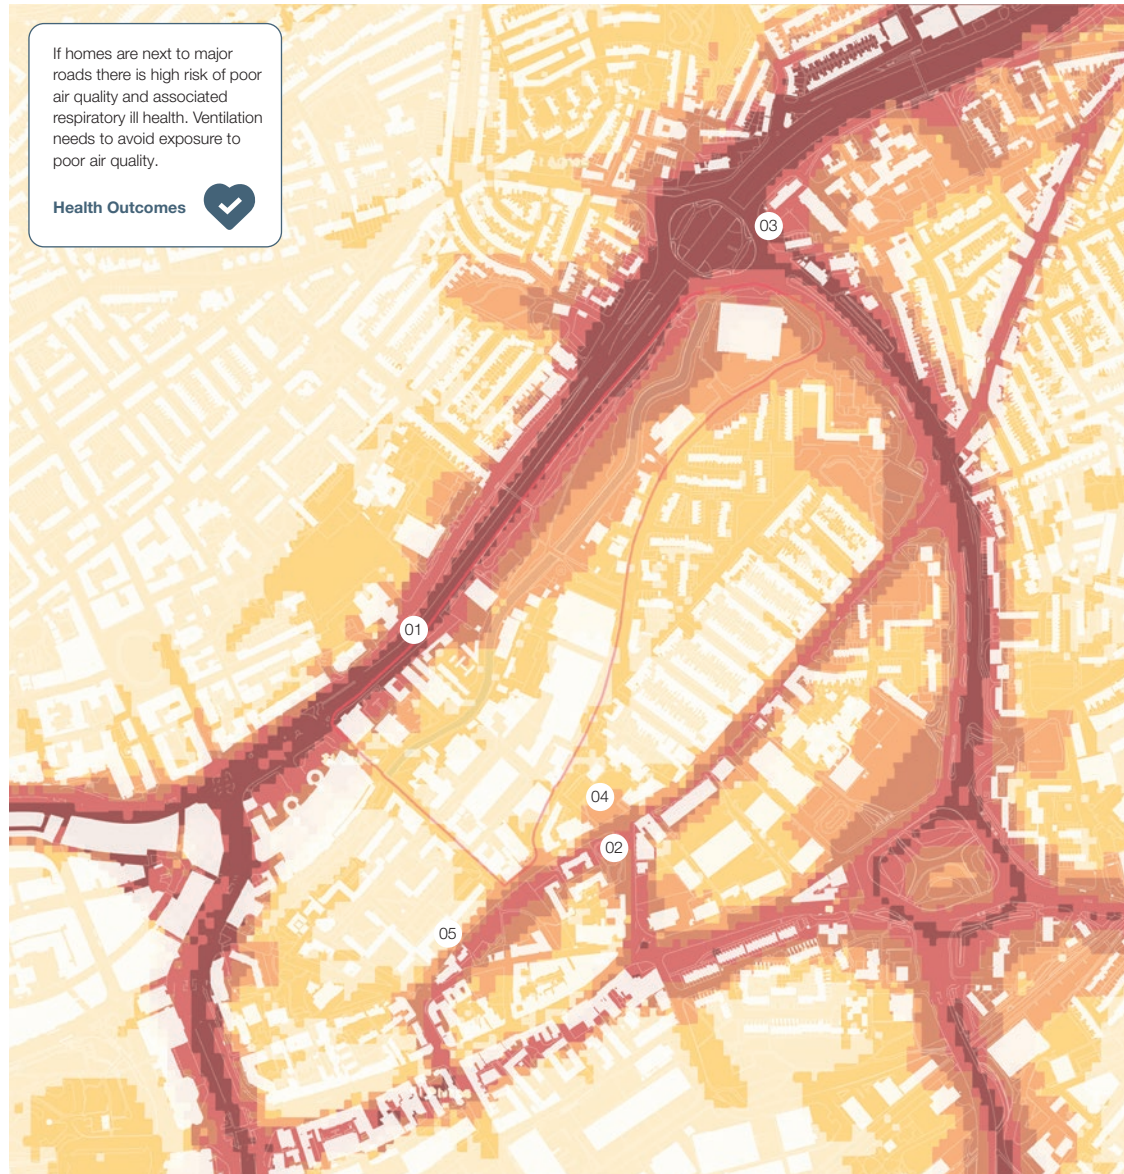 If homes are next to major
roads there is high risk of poor
air quality and associated
respiratory ill health. Ventilation
needs to avoid exposure to
poor air quality.
Health Outcomes
03
01
04
02
05